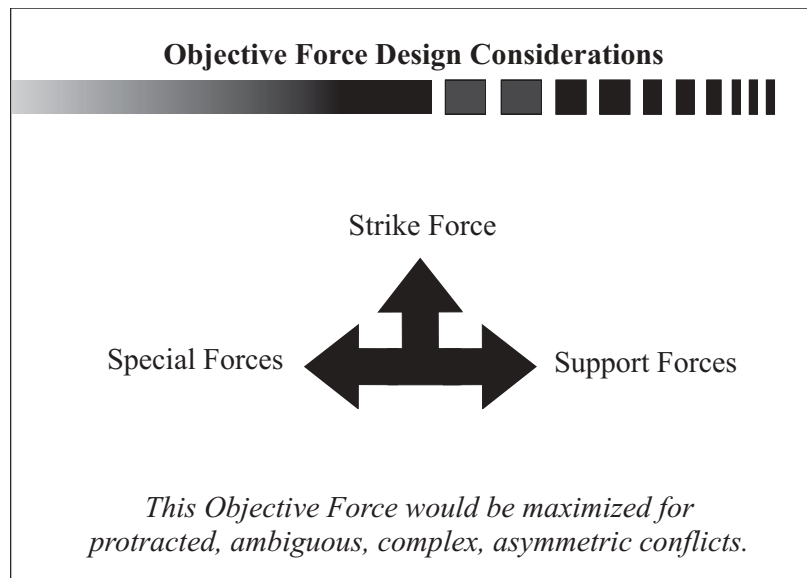 Objective Force Design Considerations
Strike Force
Special Forces
Support Forces
This Objective Force would be maximized for
protracted, ambiguous, complex, asymmetric conflicts.